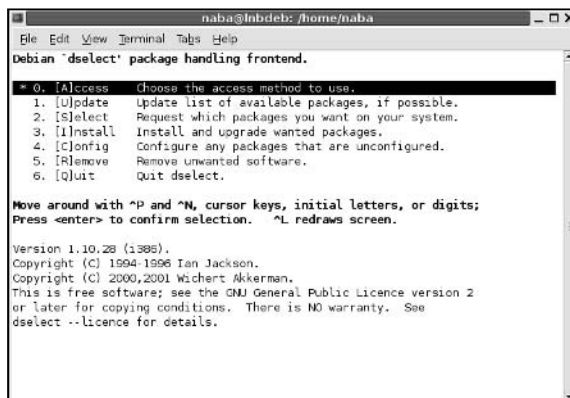 naba@lnbdeb: /home/naba
File Edit View Terminal Tabs Help
Debian `dselect' package handling frontend.
* 0. [A]ccess Choose the access method to use.
1. [U]pdate Update list of available packages, if possible.
2. [S]elect Request which packages you want on your system.
3. [I]nstall Install and upgrade wanted packages.
4. [C]onfig Configure any packages that are unconfigured.
5. [R]emove Remove unwanted software.
6. [Q]uit Quit dselect.
Move around with ^P and ^N, cursor keys, initial letters, or digits;
Press <enter> to confirm selection. ^L redraws screen.
Version 1.10.28 (i386).
Copyright (C) 1994-1996 Ian Jackson.
Copyright (C) 2000,2001 Wichert Akkerman.
This is free software; see the GNU General Public Licence version 2
or later for copying conditions. There is NO warranty. See
dselect --licence for details.